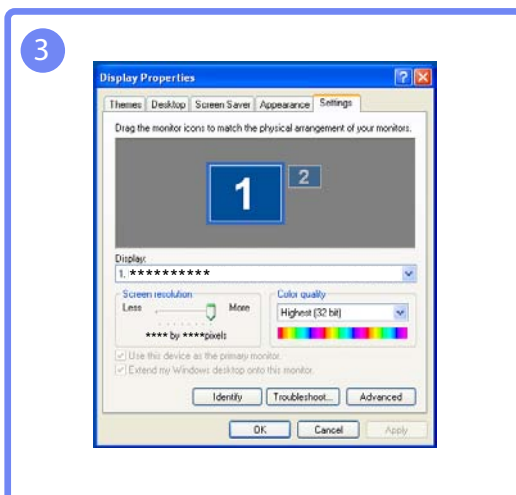 3
Display Properties
Themes Desktop Screen Saver Appearance Settings
Drag the monitor icons to match the physical arrangement of your monitors.
1 2
Display:
1. **********
Screen resolution Color quality
Less More Highest (32 bit)
**** by ****pixels
Use this device as the primary monitor.
Extend my Windows desktop onto this monitor.
Identify Troubleshoot... Advanced
OK Cancel Apply